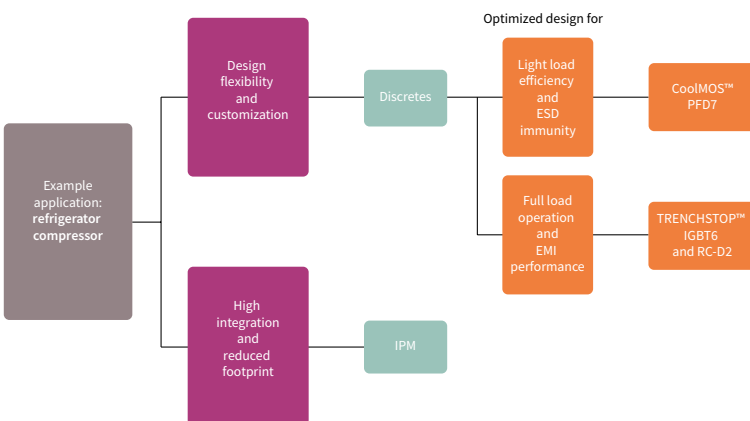 Optimized design for
Example
application:
refrigerator
compressor
Design
flexibility
and
customization
Discretes
Light load
efficiency
and
ESD
immunity
CoolMOS™
PFD7
Full load
operation
and
EMI
performance
TRENCHSTOP™
IGBT6
and RC-D2
High
integration
and
reduced
footprint
IPM